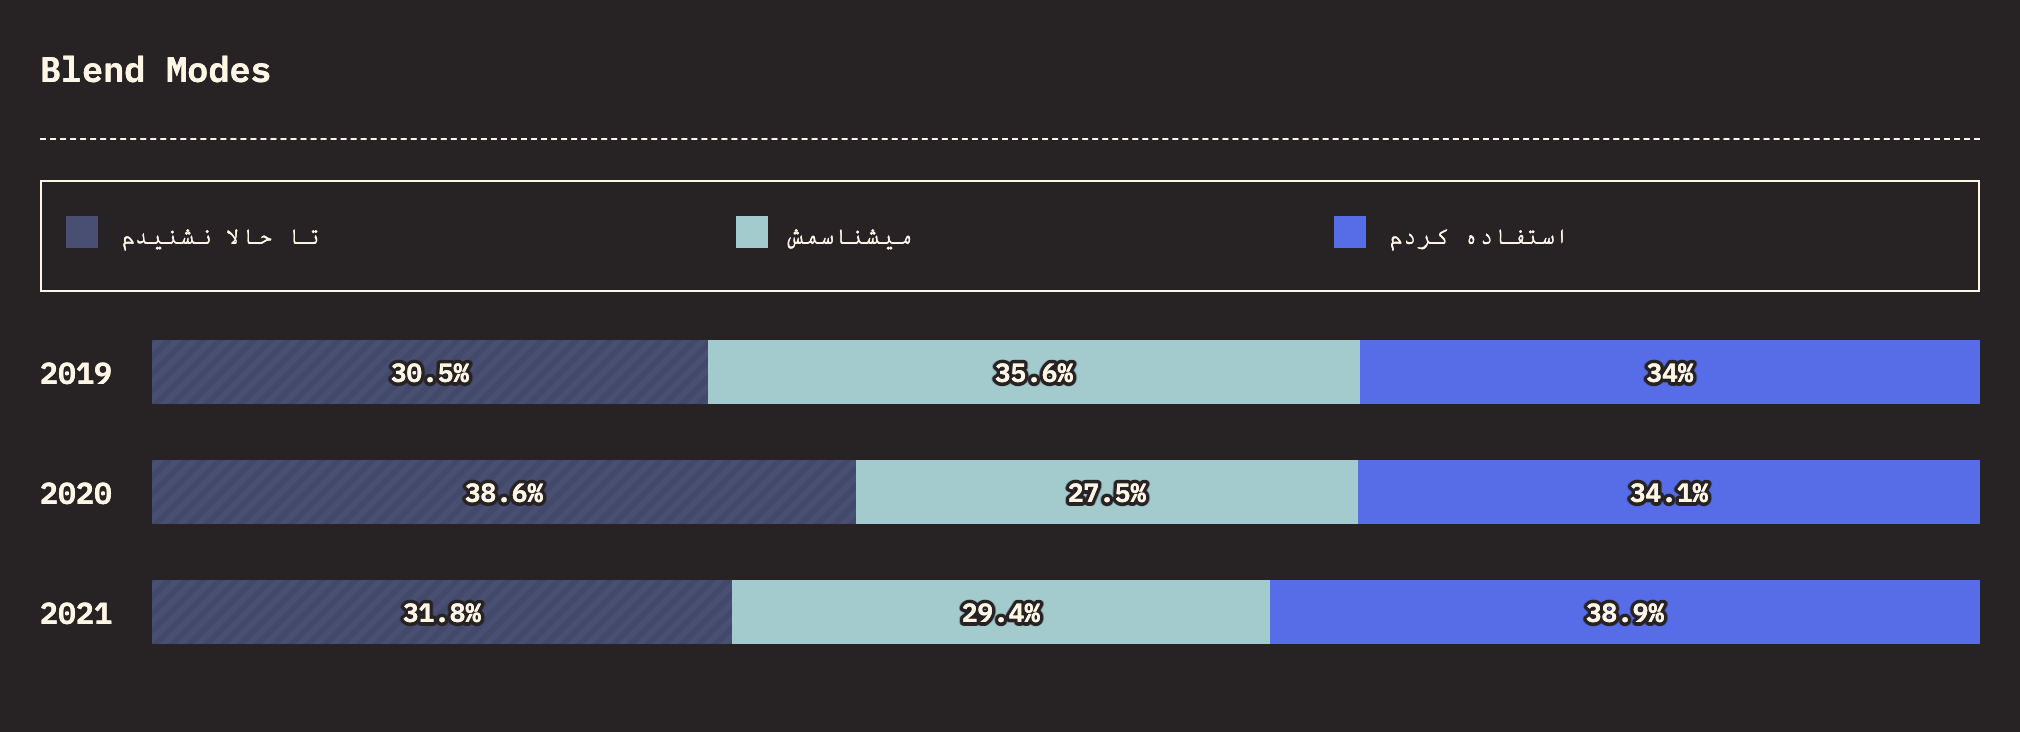 Blend Modes
تا حالا نشنیدم
میشناسمش
استفاده کردم
2019 30.5% 35.6% 34%
2020 38.6% 27.5% 34.1%
2021 31.8% 29.4% 38.9%